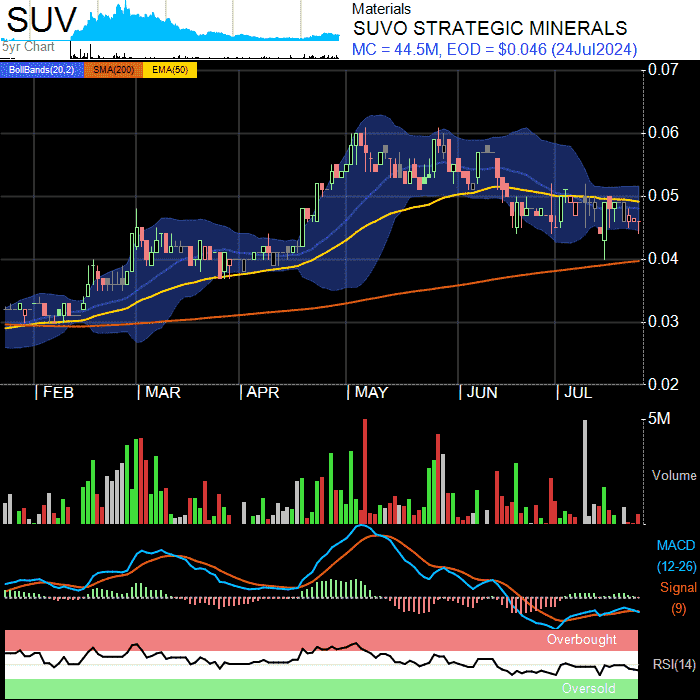 SUV
5yr Chart
Materials
SUVO STRATEGIC MINERALS
MC = 44.5M, EOD = $0.046 (24Jul2024)
BollBands(20,2) SMA(200) EMA(50)
0.07
0.06
0.05
0.04
0.03
0.02
FEB MAR APR MAY JUN JUL
5M
Volume
MACD
(12-26)
Signal
(9)
Overbought
RSI(14)
Oversold